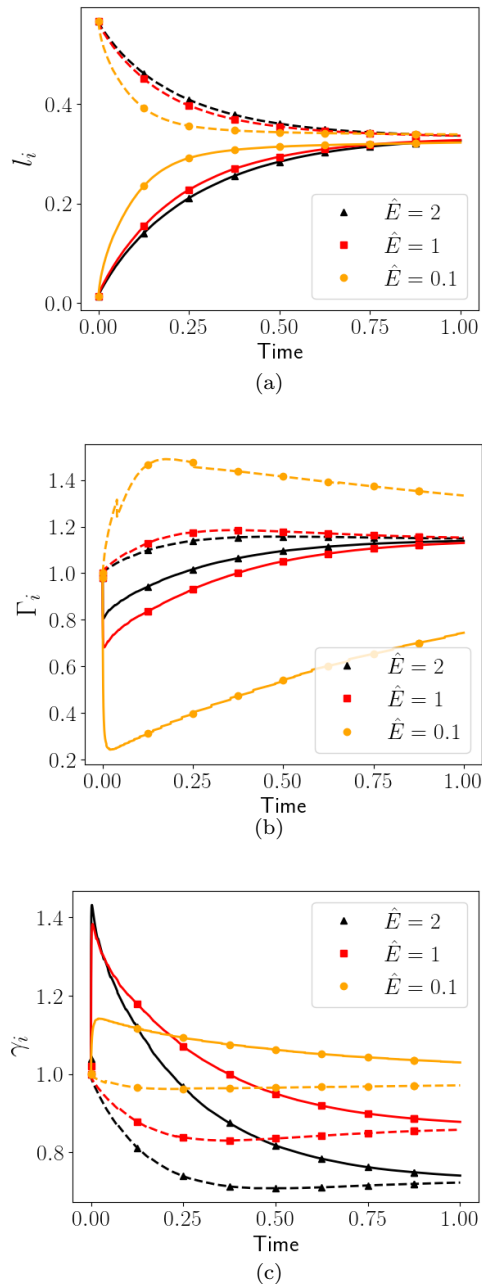 0.4
0.2
0.0
l_i
Ê = 2
Ê = 1
Ê = 0.1
0.00 0.25 0.50 0.75 1.00
Time
(a)
1.4
1.2
1.0
0.8
0.6
0.4
0.2
Γ_i
Ê = 2
Ê = 1
Ê = 0.1
0.00 0.25 0.50 0.75 1.00
Time
(b)
1.4
1.2
1.0
0.8
γ_i
Ê = 2
Ê = 1
Ê = 0.1
0.00 0.25 0.50 0.75 1.00
Time
(c)